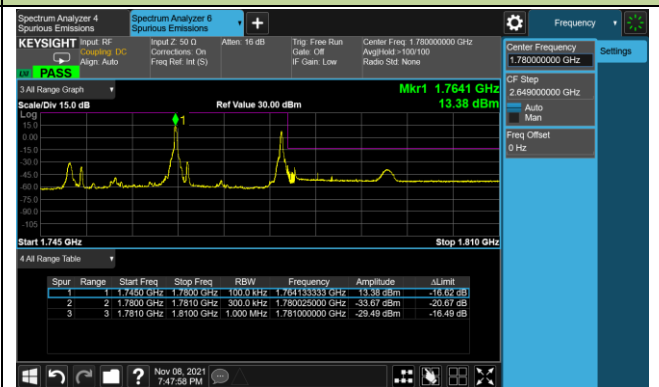 Spectrum Analyzer 4
Spurious Emissions
Spectrum Analyzer 6
Spurious Emissions
Frequency
KEYSIGHT
Input: RF
Coupling: DC
Align: Auto
Input Z: 50 Ω
Corrections: On
Freq Ref: Int (S)
Atten: 16 dB
Trig: Free Run
Gate: Off
IF Gain: Low
Center Freq: 1.780000000 GHz
Avg|Hold:>100/100
Radio Std: None
PASS
Center Frequency
1.780000000 GHz
Settings
CF Step
2.649000000 GHz
Auto
Man
Freq Offset
0 Hz
3 All Range Graph
Mkr1 1.7641 GHz
13.38 dBm
Scale/Div 15.0 dB
Ref Value 30.00 dBm
Log
15.0
0.00
-15.0
-30.0
-45.0
-60.0
-75.0
-90.0
-105
1
Start 1.745 GHz
Stop 1.810 GHz
4 All Range Table
Spur Range Start Freq Stop Freq RBW Frequency Amplitude ΔLimit
1 1 1.7450 GHz 1.7800 GHz 100.0 kHz 1.764133333 GHz 13.38 dBm -16.62 dB
2 2 1.7800 GHz 1.7810 GHz 300.0 kHz 1.780025000 GHz -33.67 dBm -20.67 dB
3 3 1.7810 GHz 1.8100 GHz 1.000 MHz 1.781000000 GHz -29.49 dBm -16.49 dB
Nov 08, 2021
7:47:58 PM